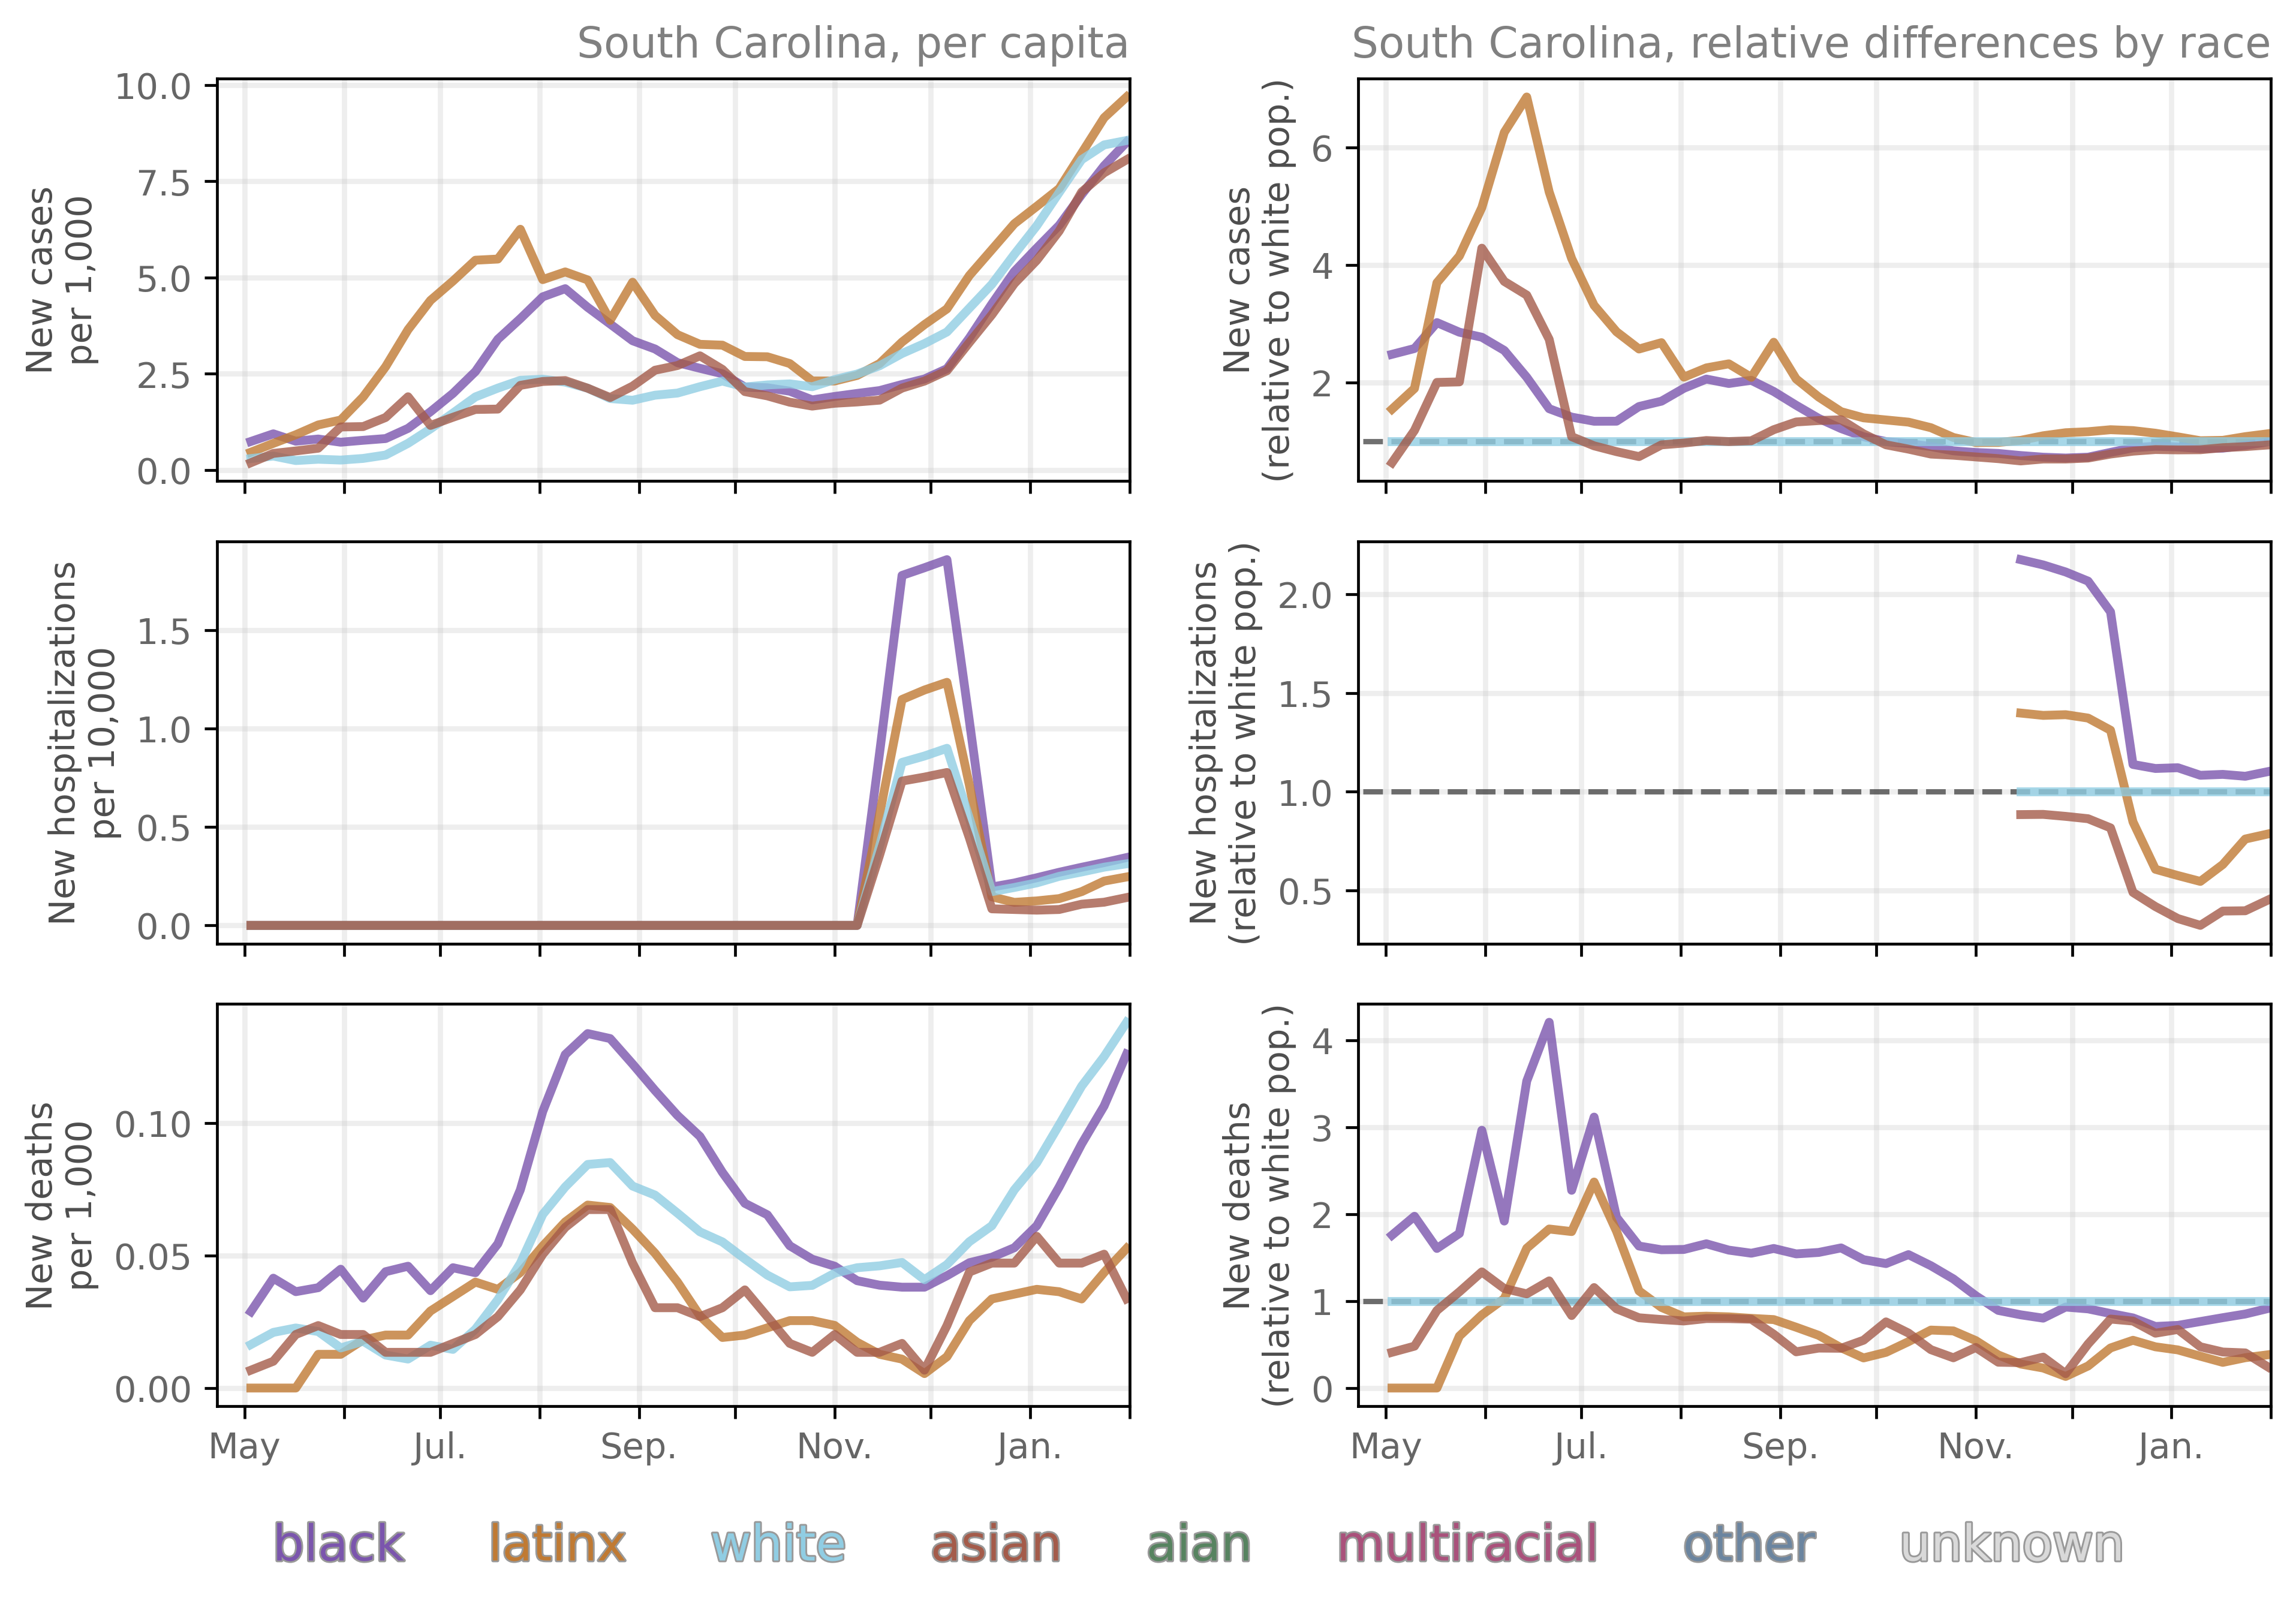 South Carolina, per capita
South Carolina, relative differences by race
New cases
per 1,000
10.0
7.5
5.0
2.5
0.0
New cases
(relative to white pop.)
6
4
2
New hospitalizations
per 10,000
1.5
1.0
0.5
0.0
New hospitalizations
(relative to white pop.)
2.0
1.5
1.0
0.5
New deaths
per 1,000
0.10
0.05
0.00
May Jul. Sep. Nov. Jan.
New deaths
(relative to white pop.)
4
3
2
1
0
May Jul. Sep. Nov. Jan.
black latinx white asian aian multiracial other unknown